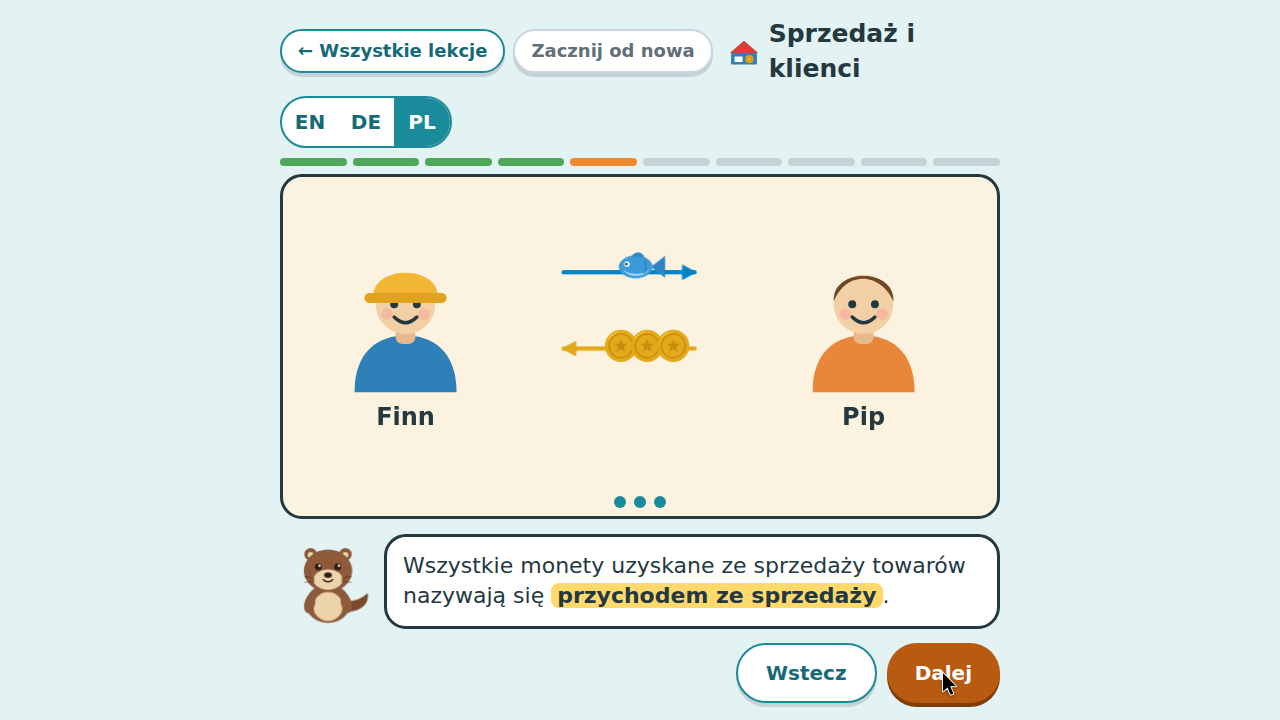 ← Wszystkie lekcje
Zacznij od nowa
Sprzedaż i
klienci
EN DE PL
Finn
Pip
Wszystkie monety uzyskane ze sprzedaży towarów
nazywają się przychodem ze sprzedaży.
Wstecz
Dalej